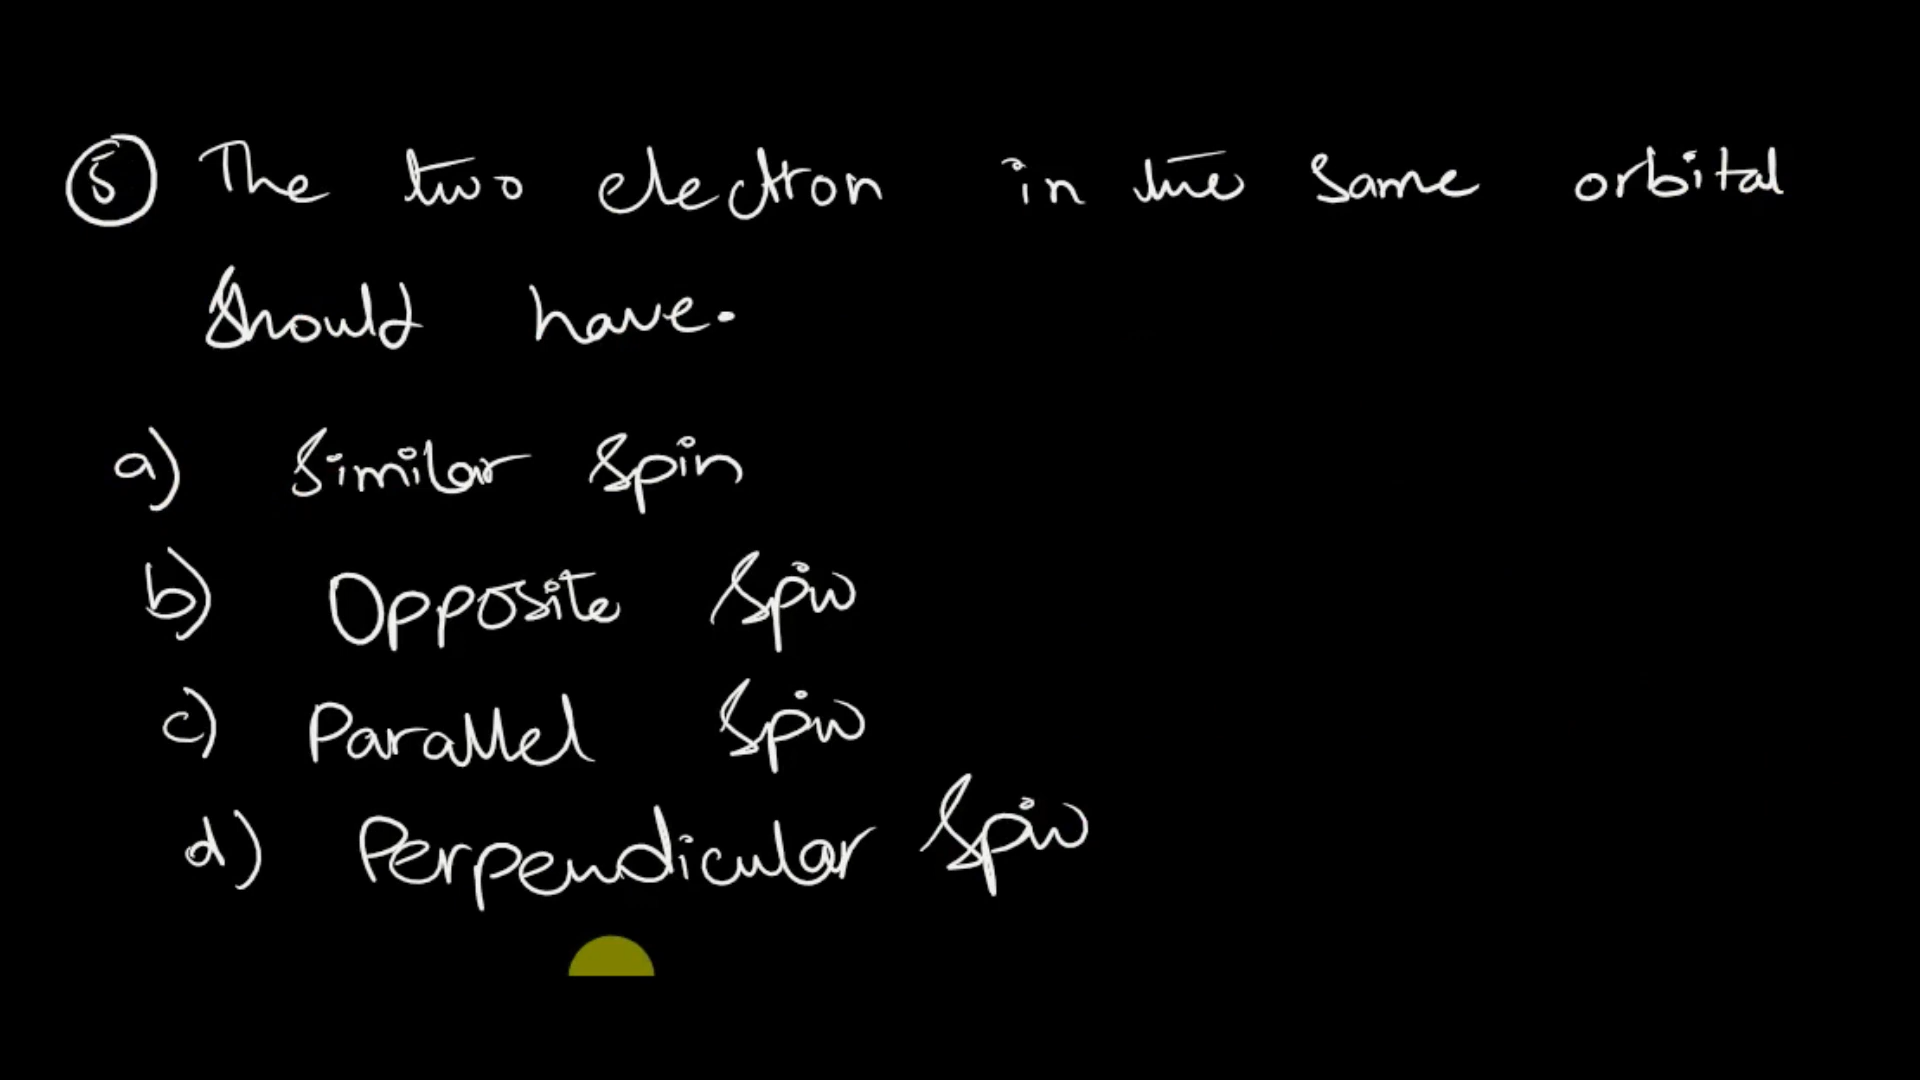 5 The two electron in the same orbital
should have.
a) Similar spin
b) Opposite spin
c) Parallel spin
d) Perpendicular spin